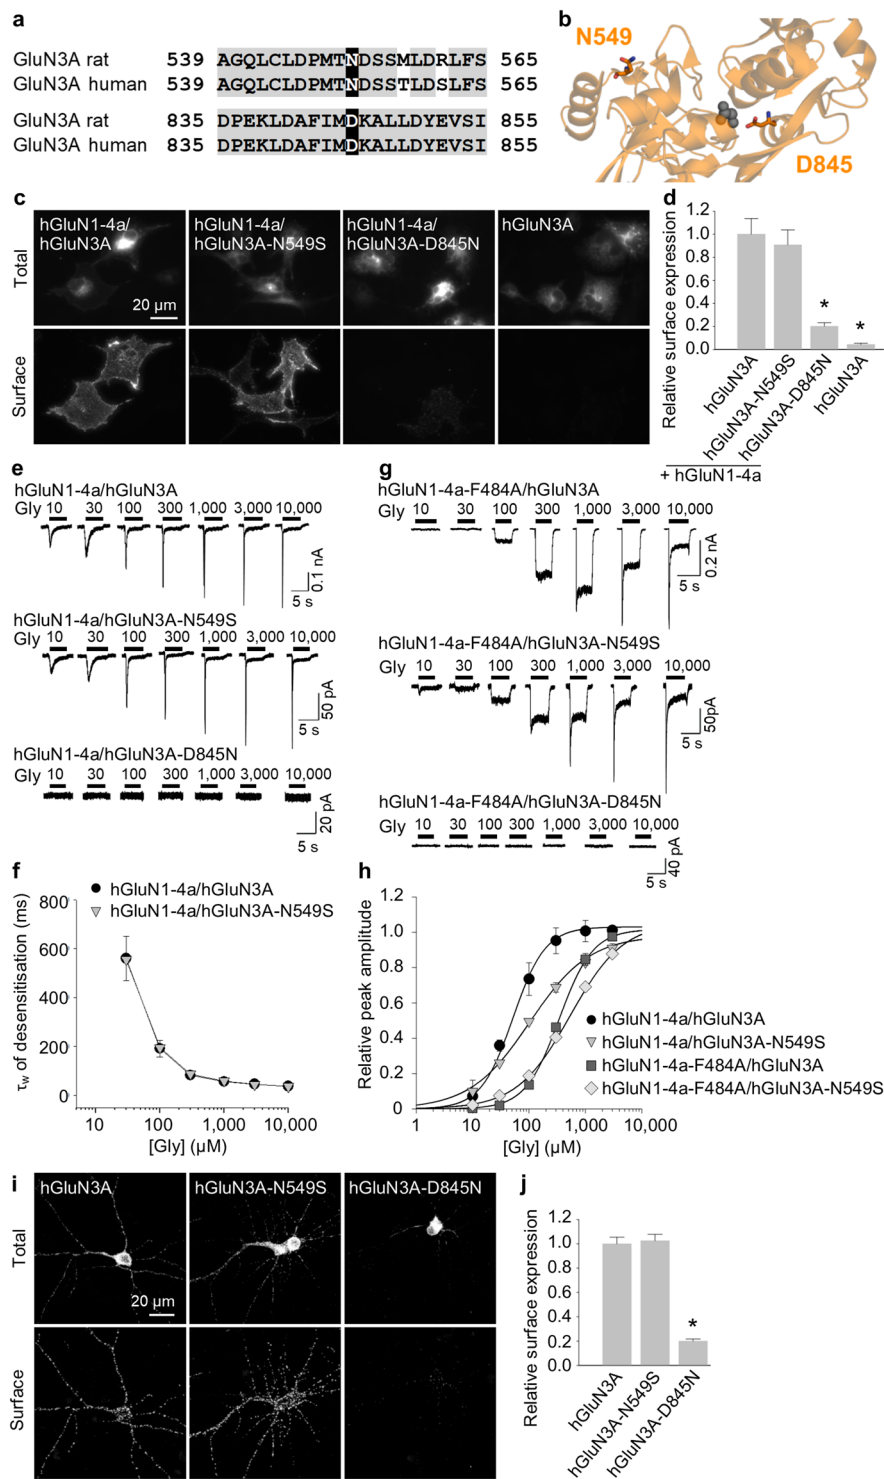 a
GluN3A rat 539 AGQLCLDPMTNDSSMLDRLFS 565
GluN3A human 539 AGQLCLDPMTNDSSTLDSLFS 565
GluN3A rat 835 DPEKLDAFIMDKALLDYEVSI 855
GluN3A human 835 DPEKLDAFIMDKALLDYEVSI 855
b
N549
D845
c
hGluN1-4a/
hGluN3A
hGluN1-4a/
hGluN3A-N549S
hGluN1-4a/
hGluN3A-D845N
hGluN3A
Total
20 µm
Surface
d
Relative surface expression
1.2
1.0
0.8
0.6
0.4
0.2
0
*
*
hGluN3A
hGluN3A-N549S
hGluN3A-D845N
hGluN3A
+ hGluN1-4a
e
hGluN1-4a/hGluN3A
Gly 10 30 100 300 1,000 3,000 10,000
0.1 nA
5 s
hGluN1-4a/hGluN3A-N549S
Gly 10 30 100 300 1,000 3,000 10,000
50 pA
5 s
hGluN1-4a/hGluN3A-D845N
Gly 10 30 100 300 1,000 3,000 10,000
20 pA
5 s
g
hGluN1-4a-F484A/hGluN3A
Gly 10 30 100 300 1,000 3,000 10,000
0.2 nA
5 s
hGluN1-4a-F484A/hGluN3A-N549S
Gly 10 30 100 300 1,000 3,000 10,000
50pA
5 s
hGluN1-4a-F484A/hGluN3A-D845N
Gly 10 30 100 300 1,000 3,000 10,000
40 pA
5 s
f
hGluN1-4a/hGluN3A
hGluN1-4a/hGluN3A-N549S
τw of desensitisation (ms)
800
600
400
200
0
10 100 1,000 10,000
[Gly] (µM)
h
Relative peak amplitude
1.2
1.0
0.8
0.6
0.4
0.2
0
hGluN1-4a/hGluN3A
hGluN1-4a/hGluN3A-N549S
hGluN1-4a-F484A/hGluN3A
hGluN1-4a-F484A/hGluN3A-N549S
1 10 100 1,000 10,000
[Gly] (µM)
i
hGluN3A
hGluN3A-N549S
hGluN3A-D845N
Total
20 µm
Surface
j
Relative surface expression
1.2
1.0
0.8
0.6
0.4
0.2
0.0
*
hGluN3A
hGluN3A-N549S
hGluN3A-D845N